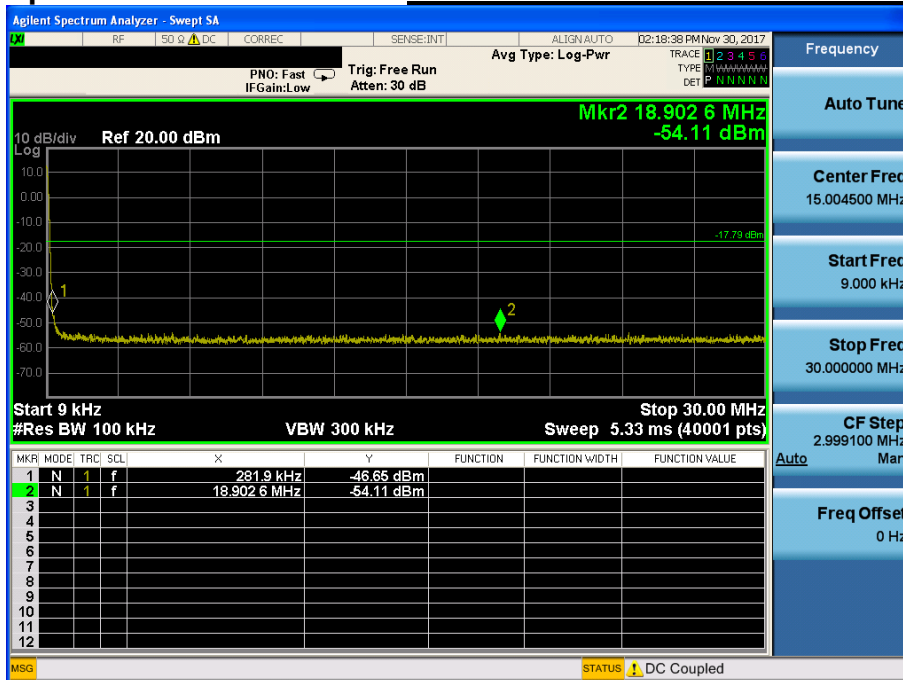 Agilent Spectrum Analyzer - Swept SA
LXI RF 50 Ω DC CORREC SENSE:INT ALIGN AUTO 02:18:38 PM Nov 30, 2017
Avg Type: Log-Pwr
TRACE 1 2 3 4 5 6
TYPE M
DET P N N N N N
PNO: Fast
IFGain:Low
Trig: Free Run
Atten: 30 dB
Mkr2 18.902 6 MHz
-54.11 dBm
10 dB/div Ref 20.00 dBm
Log
10.0
0.00
-10.0
-20.0
-30.0
-40.0
-50.0
-60.0
-70.0
-17.79 dBm
1
2
Start 9 kHz Stop 30.00 MHz
#Res BW 100 kHz VBW 300 kHz Sweep 5.33 ms (40001 pts)
MKR MODE TRC SCL X Y FUNCTION FUNCTION WIDTH FUNCTION VALUE
1 N 1 f 281.9 kHz -46.65 dBm
2 N 1 f 18.902 6 MHz -54.11 dBm
3
4
5
6
7
8
9
10
11
12
MSG STATUS DC Coupled
Frequency
Auto Tune
Center Freq
15.004500 MHz
Start Freq
9.000 kHz
Stop Freq
30.000000 MHz
CF Step
2.999100 MHz
Auto Man
Freq Offset
0 Hz